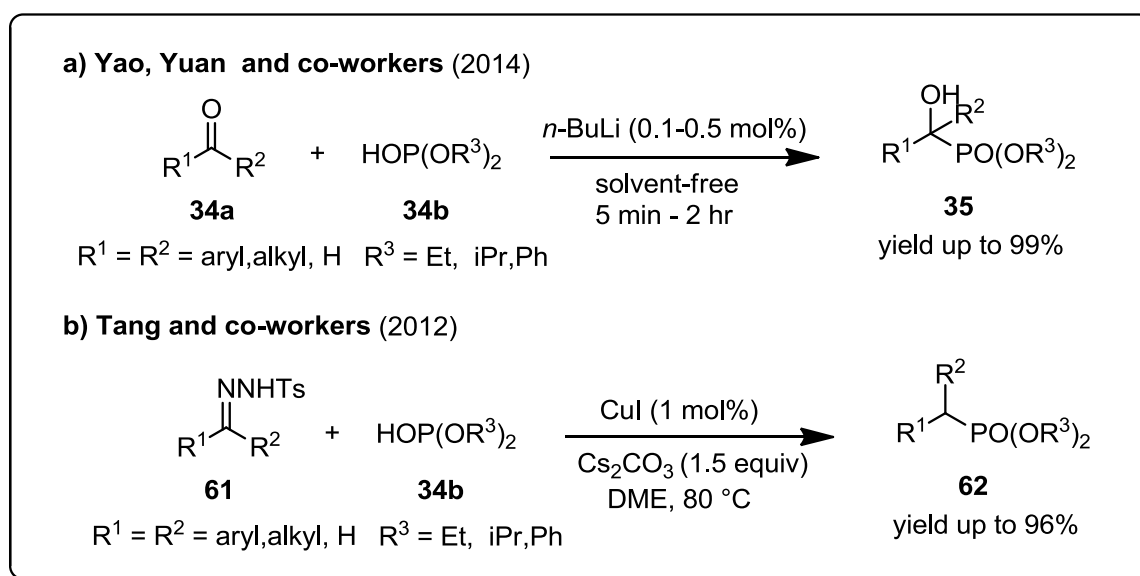 a) Yao, Yuan and co-workers (2014)
O
R¹ R²
34a
+
HOP(OR³)₂
34b
n-BuLi (0.1-0.5 mol%)
solvent-free
5 min - 2 hr
OH
R²
R¹ PO(OR³)₂
35
yield up to 99%
R¹ = R² = aryl,alkyl, H R³ = Et, iPr,Ph
b) Tang and co-workers (2012)
NNHTs
R¹ R²
61
+
HOP(OR³)₂
34b
CuI (1 mol%)
Cs₂CO₃ (1.5 equiv)
DME, 80 °C
R²
R¹ PO(OR³)₂
62
yield up to 96%
R¹ = R² = aryl,alkyl, H R³ = Et, iPr,Ph